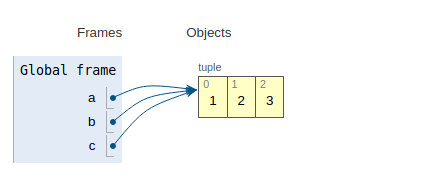 Frames Objects
Global frame
tuple
a
b
c
0 1 2
1 2 3